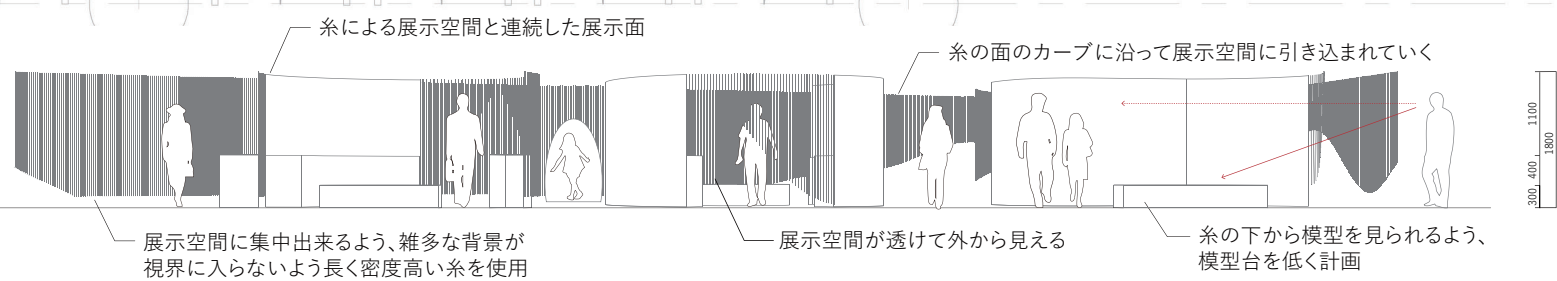 糸による展示空間と連続した展示面
糸の面のカーブに沿って展示空間に引き込まれていく
1100
1800
400
300
展示空間に集中出来るよう、雑多な背景が
視界に入らないよう長く密度高い糸を使用
展示空間が透けて外から見える
糸の下から模型を見られるよう、
模型台を低く計画